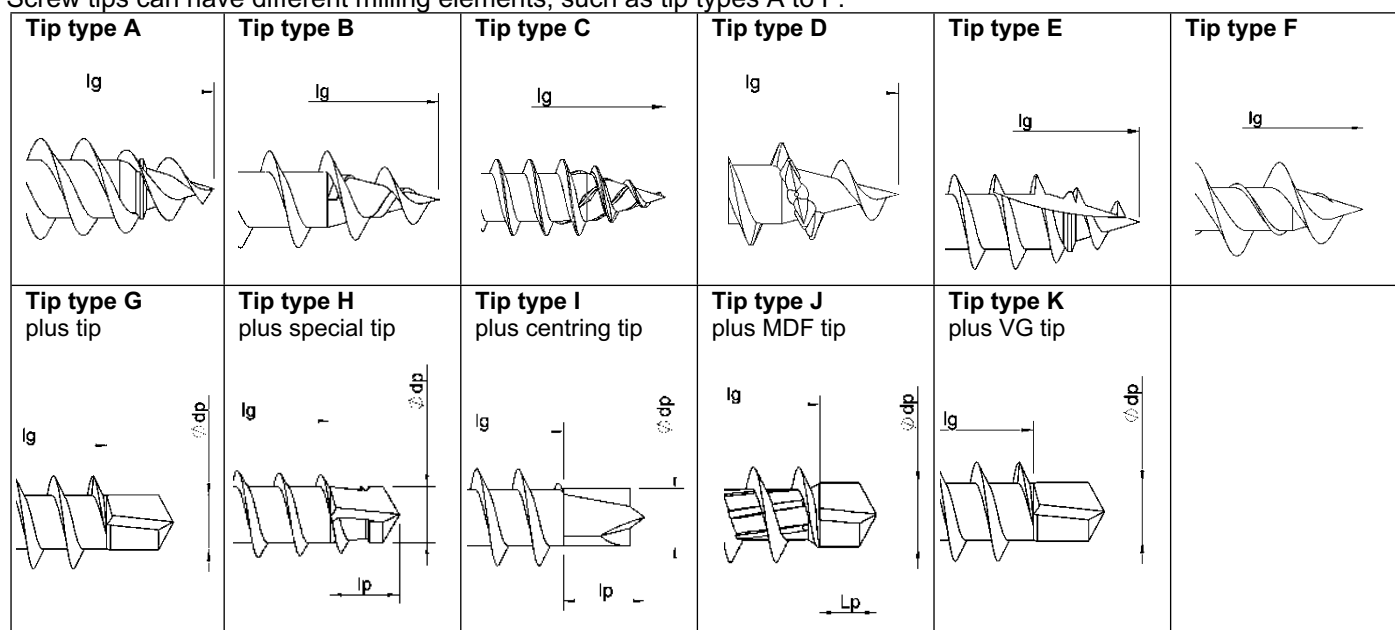 Screw tips can have different milling elements, such as tip types A to F.
Tip type A
lg
Tip type B
lg
Tip type C
lg
Tip type D
lg
Tip type E
lg
Tip type F
lg
Tip type G
plus tip
lg
∅ dp
Tip type H
plus special tip
lg
∅ dp
lp
Tip type I
plus centring tip
lg
∅ dp
lp
Tip type J
plus MDF tip
lg
∅ dp
Lp
Tip type K
plus VG tip
lg
∅ dp